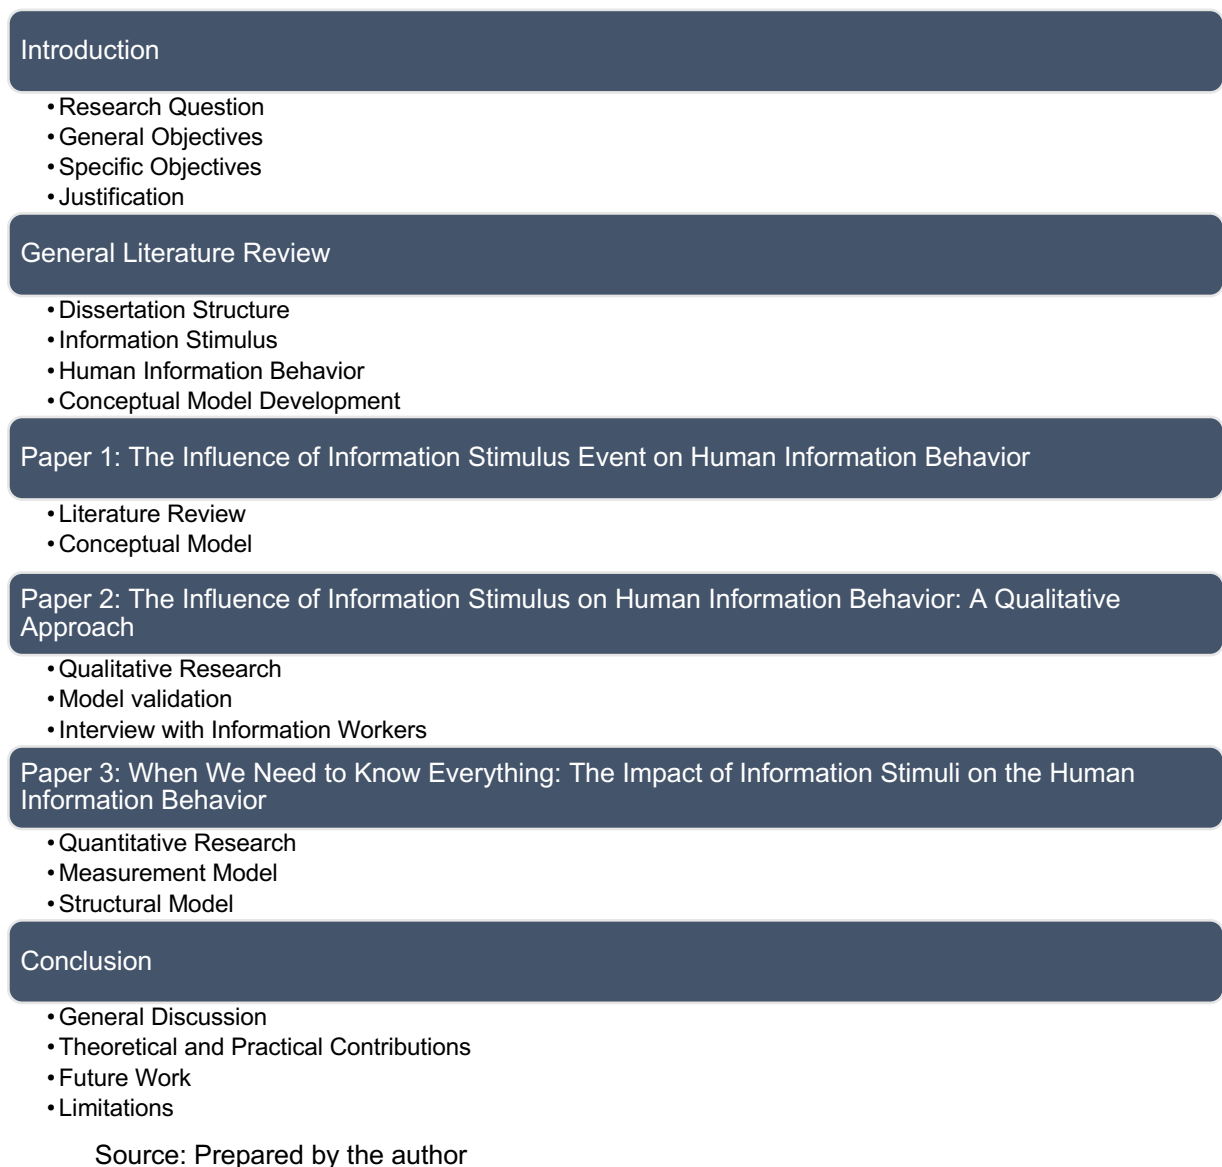 Introduction
• Research Question
• General Objectives
• Specific Objectives
• Justification
General Literature Review
• Dissertation Structure
• Information Stimulus
• Human Information Behavior
• Conceptual Model Development
Paper 1: The Influence of Information Stimulus Event on Human Information Behavior
• Literature Review
• Conceptual Model
Paper 2: The Influence of Information Stimulus on Human Information Behavior: A Qualitative
Approach
• Qualitative Research
• Model validation
• Interview with Information Workers
Paper 3: When We Need to Know Everything: The Impact of Information Stimuli on the Human
Information Behavior
• Quantitative Research
• Measurement Model
• Structural Model
Conclusion
• General Discussion
• Theoretical and Practical Contributions
• Future Work
• Limitations
Source: Prepared by the author